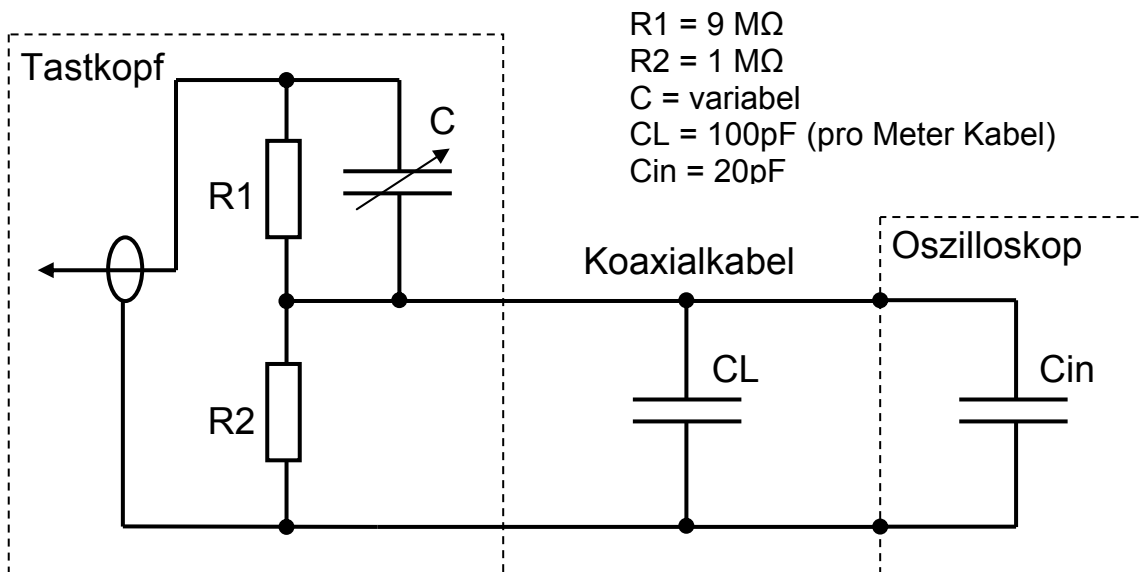 R1 = 9 MΩ
R2 = 1 MΩ
C = variabel
CL = 100pF (pro Meter Kabel)
Cin = 20pF
Tastkopf
C
R1
Koaxialkabel
Oszilloskop
CL
Cin
R2